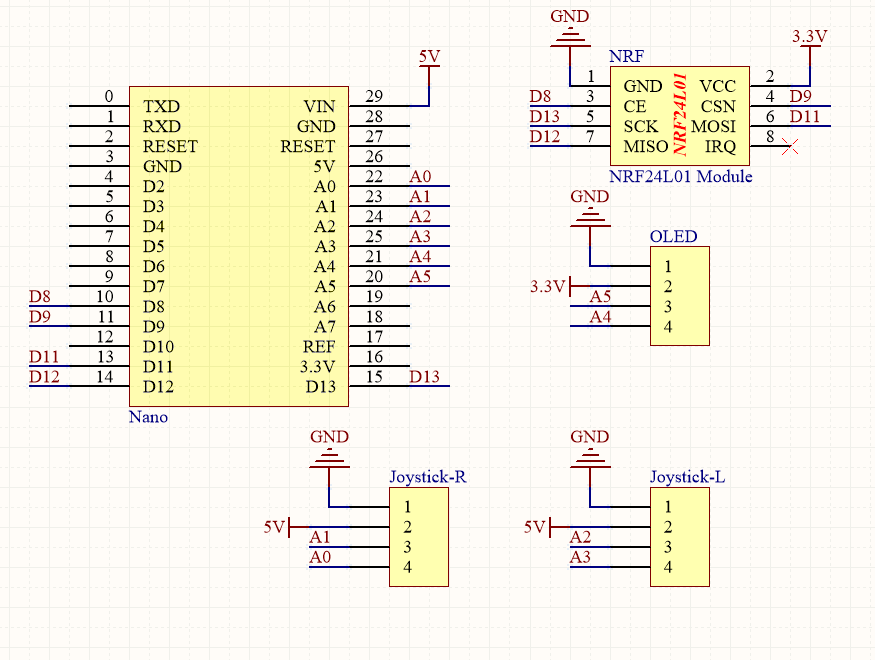 5V
0 TXD VIN 29
1 RXD GND 28
2 RESET RESET 27
3 GND 5V 26
4 D2 A0 22 A0
5 D3 A1 23 A1
6 D4 A2 24 A2
7 D5 A3 25 A3
8 D6 A4 21 A4
9 D7 A5 20 A5
D8 10 D8 A6 19
D9 11 D9 A7 18
12 D10 REF 17
D11 13 D11 3.3V 16
D12 14 D12 D13 15 D13
Nano
GND
3.3V
NRF
1 GND VCC 2
D8 3 CE CSN 4 D9
D13 5 SCK MOSI 6 D11
D12 7 MISO IRQ 8
NRF24L01
NRF24L01 Module
GND
OLED
1
3.3V 2
A5 3
A4 4
GND
Joystick-R
1
5V 2
A1 3
A0 4
GND
Joystick-L
1
5V 2
A2 3
A3 4